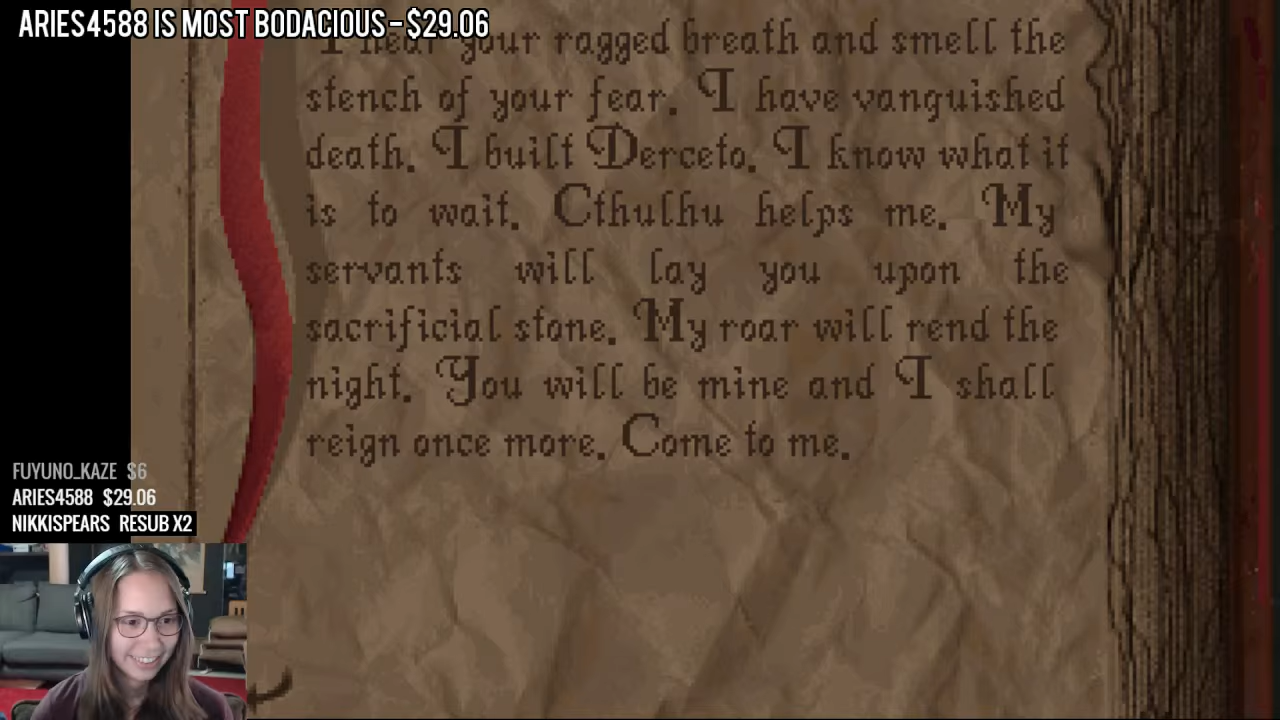 ARIES4588 IS MOST BODACIOUS - $29.06
I hear your ragged breath and smell the
stench of your fear. I have vanguished
death. I built Derceto. I know what it
is to wait. Cthulhu helps me. My
servants will lay you upon the
sacrificial stone. My roar will rend the
night. You will be mine and I shall
reign once more. Come to me.
FUYUNO_KAZE $6
ARIES4588 $29.06
NIKKISPEARS RESUB X2